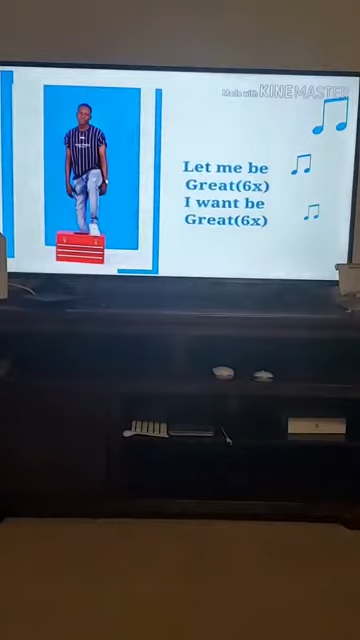 Made with KINEMASTER
Let me be
Great(6x)
I want be
Great(6x)